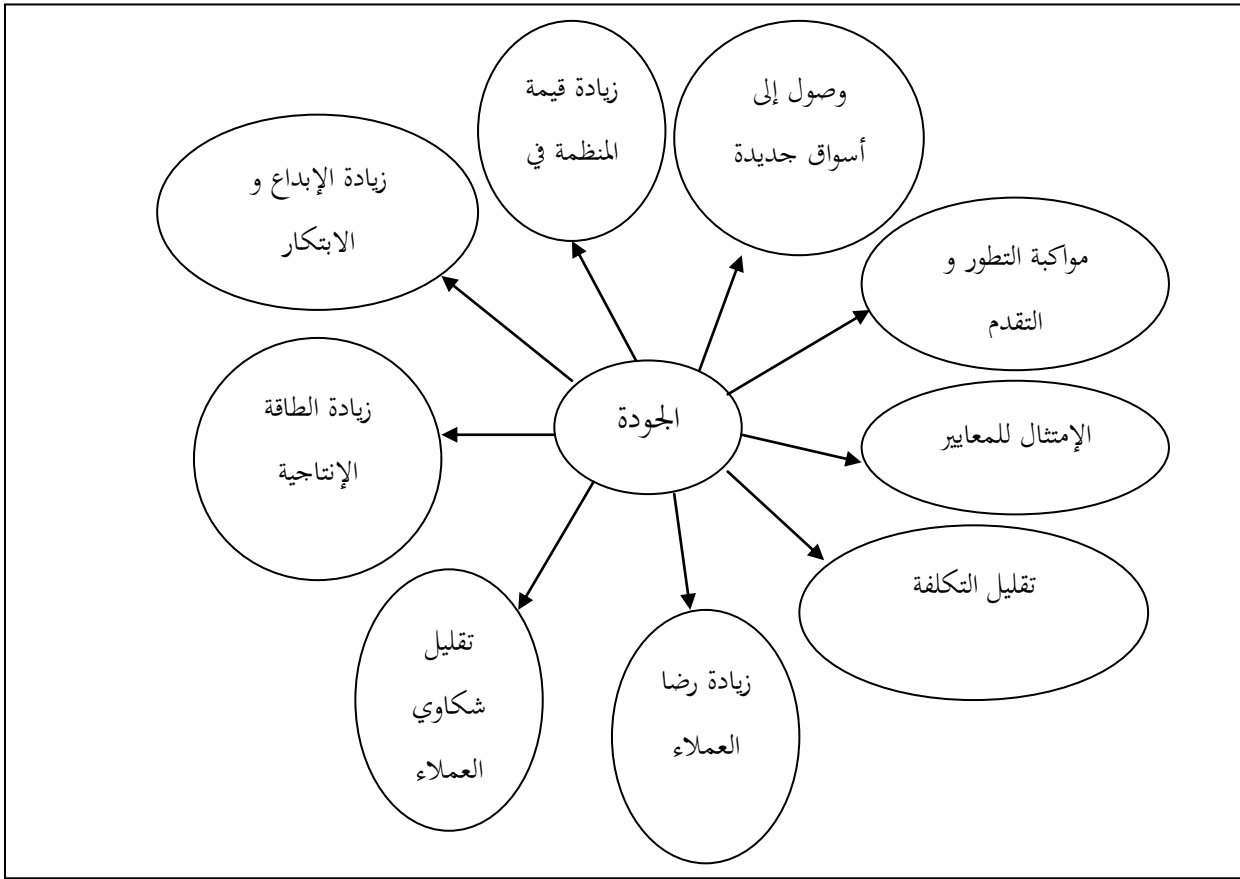 وصول إلى
أسواق جديدة
زيادة قيمة
المنظمة في
زيادة الإبداع و
الابتكار
مواكبة التطور و
التقدم
الجودة
زيادة الطاقة
الإنتاجية
الإمتثال للمعايير
تقليل التكلفة
زيادة رضا
العملاء
تقليل
شكاوي
العملاء